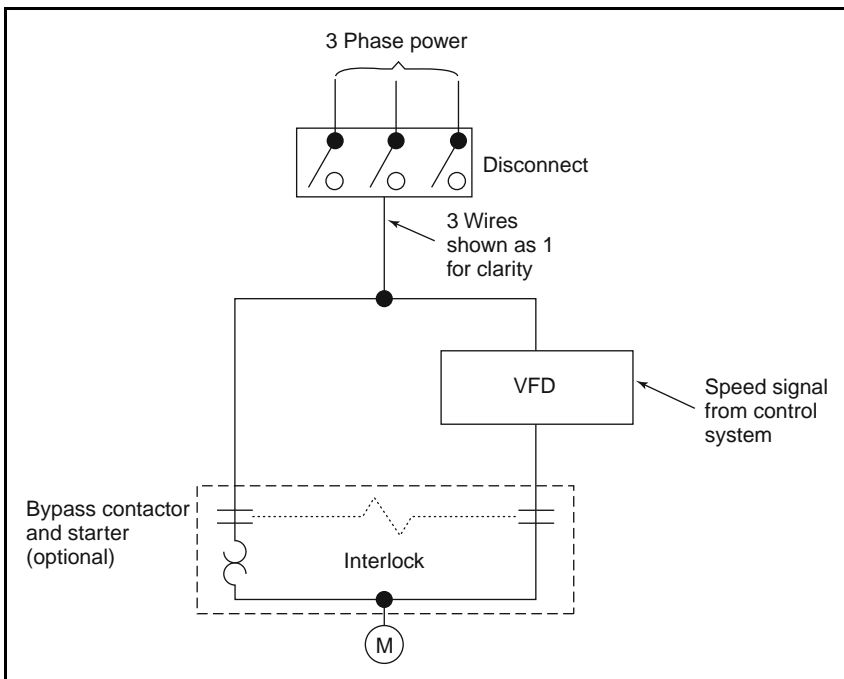 3 Phase power
Disconnect
3 Wires
shown as 1
for clarity
VFD
Speed signal
from control
system
Bypass contactor
and starter
(optional)
Interlock
M